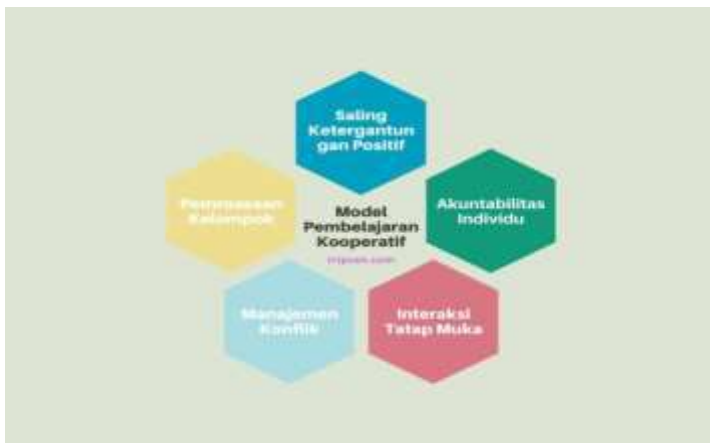 Saling
Ketergantun
gan Positif
Akuntabilitas
Individu
Interaksi
Tatap Muka
Manajemen
Konflik
Pemrosesan
Kelompok
Model
Pembelajaran
Kooperatif